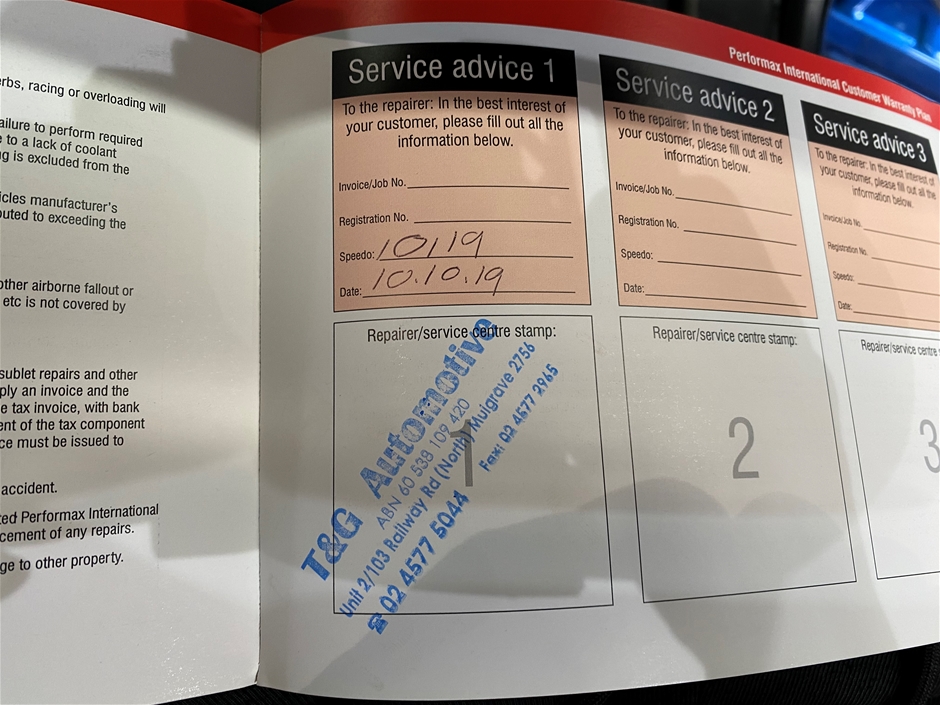 erbs, racing or overloading will
ailure to perform required
e to a lack of coolant
ng is excluded from the
icles manufacturer's
buted to exceeding the
other airborne fallout or
etc is not covered by
sublet repairs and other
ply an invoice and the
e tax invoice, with bank
ent of the tax component
ce must be issued to
accident.
ted Performax International
cement of any repairs.
ge to other property.
Performax International Customer Warranty Plan
Service advice 1
To the repairer: In the best interest of
your customer, please fill out all the
information below.
Invoice/Job No.
Registration No.
Speedo: 10119
Date: 10.10.19
Repairer/service centre stamp:
1
T&G Automotive
ABN 60 538 109 420
Unit 2/103 Railway Rd (North) Mulgrave 2756
☎ 02 4577 5044 Fax: 02 4577 2965
Service advice 2
To the repairer: In the best interest of
your customer, please fill out all the
information below.
Invoice/Job No.
Registration No.
Speedo:
Date:
Repairer/service centre stamp:
2
Service advice 3
To the repairer: In the best interest of
your customer, please fill out all the
information below.
Invoice/Job No.
Registration No.
Speedo:
Date:
Repairer/service centre
3